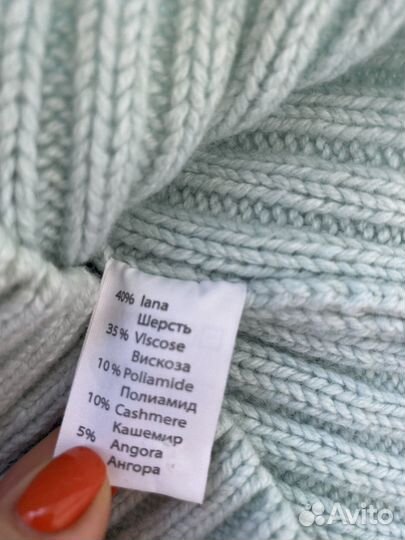 40% lana
Шерсть
35% Viscose
Вискоза
10% Poliamide
Полиамид
10% Cashmere
Кашемир
5% Angora
Ангора
Avito